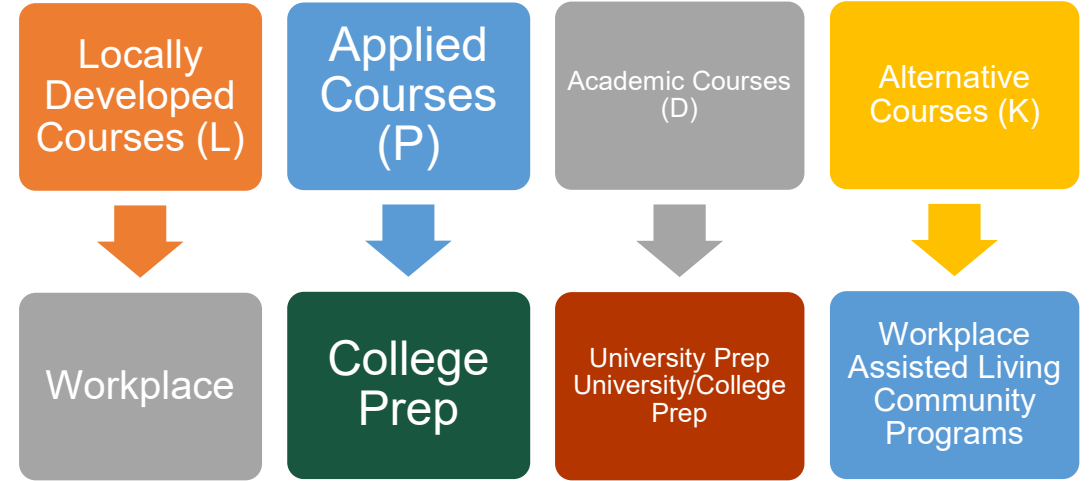 Locally
Developed
Courses (L)
Applied
Courses
(P)
Academic Courses
(D)
Alternative
Courses (K)
Workplace
College
Prep
University Prep
University/College
Prep
Workplace
Assisted Living
Community
Programs